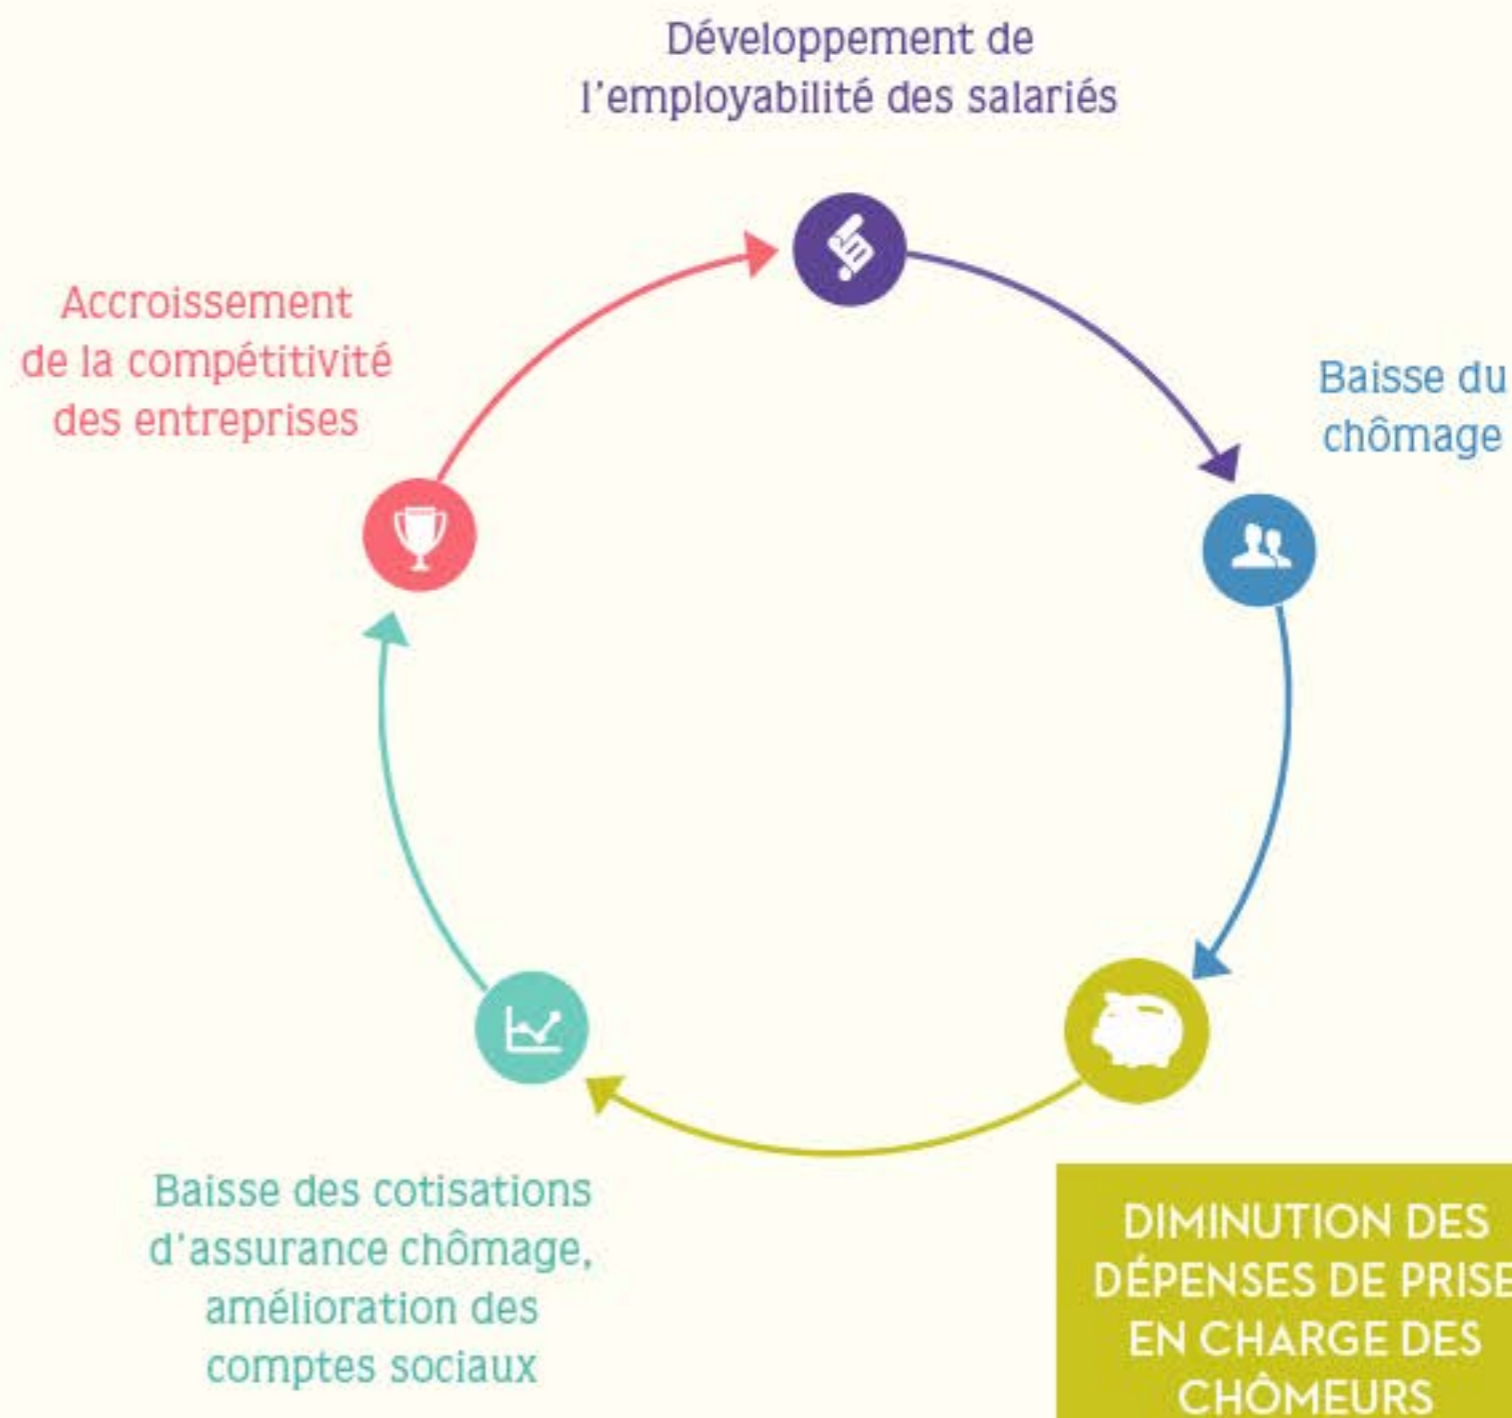 Développement de
l'employabilité des salariés
Accroissement
de la compétitivité
des entreprises
Baisse du
chômage
Baisse des cotisations
d'assurance chômage,
amélioration des
comptes sociaux
DIMINUTION DES
DÉPENSES DE PRISE
EN CHARGE DES
CHÔMEURS